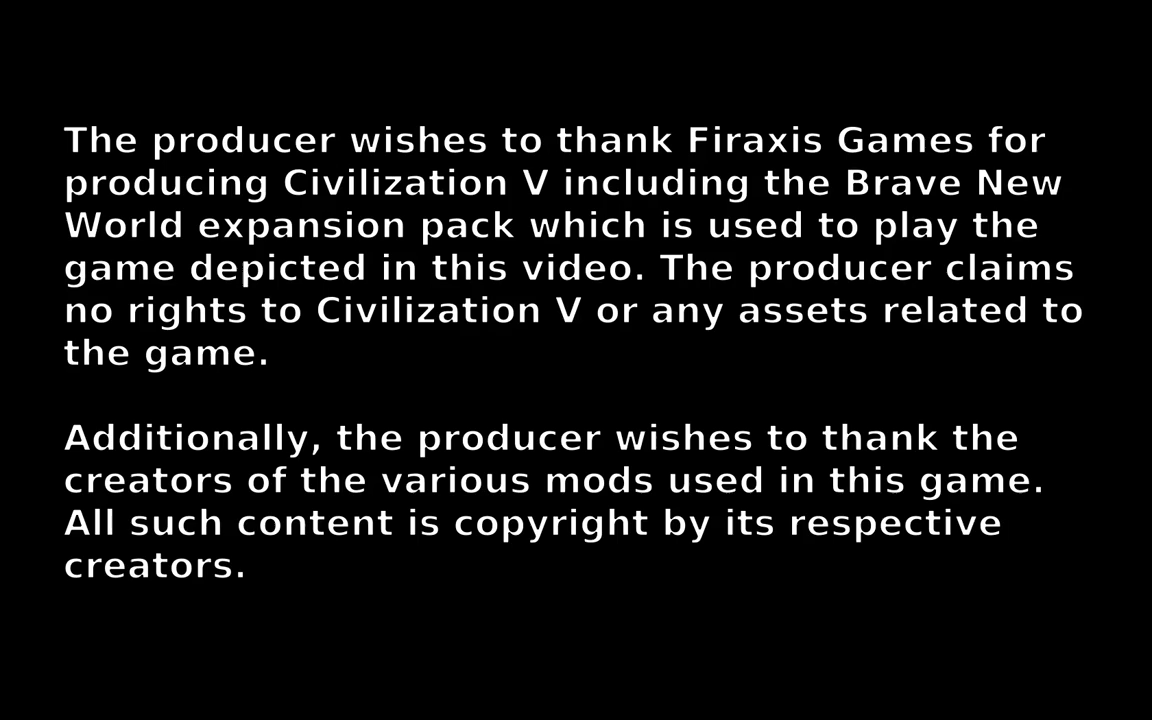 The producer wishes to thank Firaxis Games for
producing Civilization V including the Brave New
World expansion pack which is used to play the
game depicted in this video. The producer claims
no rights to Civilization V or any assets related to
the game.
Additionally, the producer wishes to thank the
creators of the various mods used in this game.
All such content is copyright by its respective
creators.